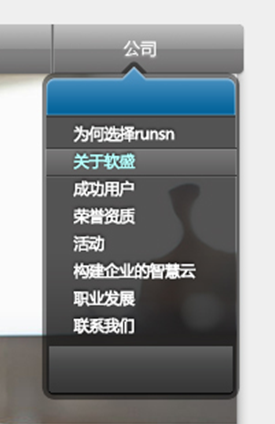 公司
为何选择runsn
关于软盛
成功用户
荣誉资质
活动
构建企业的智慧云
职业发展
联系我们